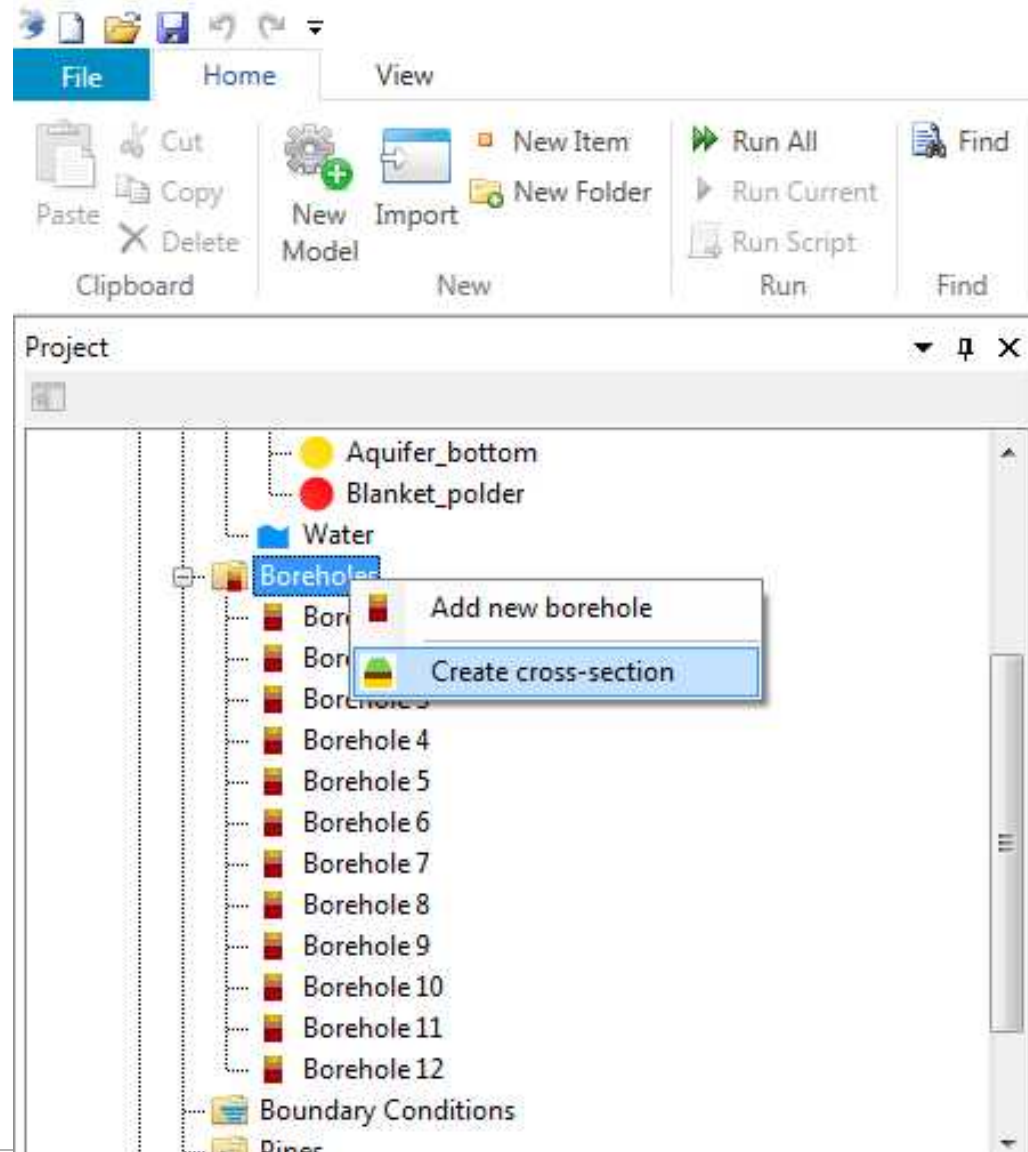 File Home View
Paste Cut Copy Delete New Model Import New Item New Folder Run All Run Current Run Script Find
Clipboard New Run Find
Project
Aquifer_bottom
Blanket_polder
Water
Boreholes
Add new borehole
Create cross-section
Borehole 4
Borehole 5
Borehole 6
Borehole 7
Borehole 8
Borehole 9
Borehole 10
Borehole 11
Borehole 12
Boundary Conditions